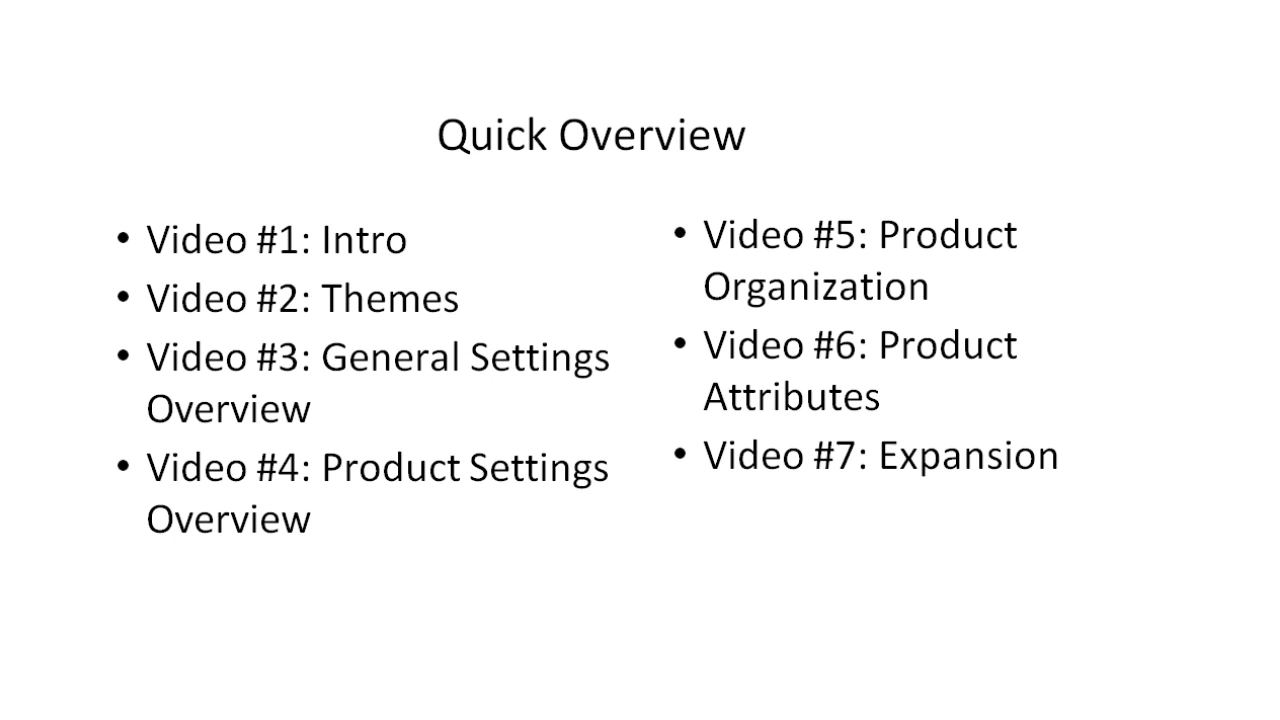 Quick Overview
• Video #1: Intro
• Video #2: Themes
• Video #3: General Settings
Overview
• Video #4: Product Settings
Overview
• Video #5: Product
Organization
• Video #6: Product
Attributes
• Video #7: Expansion